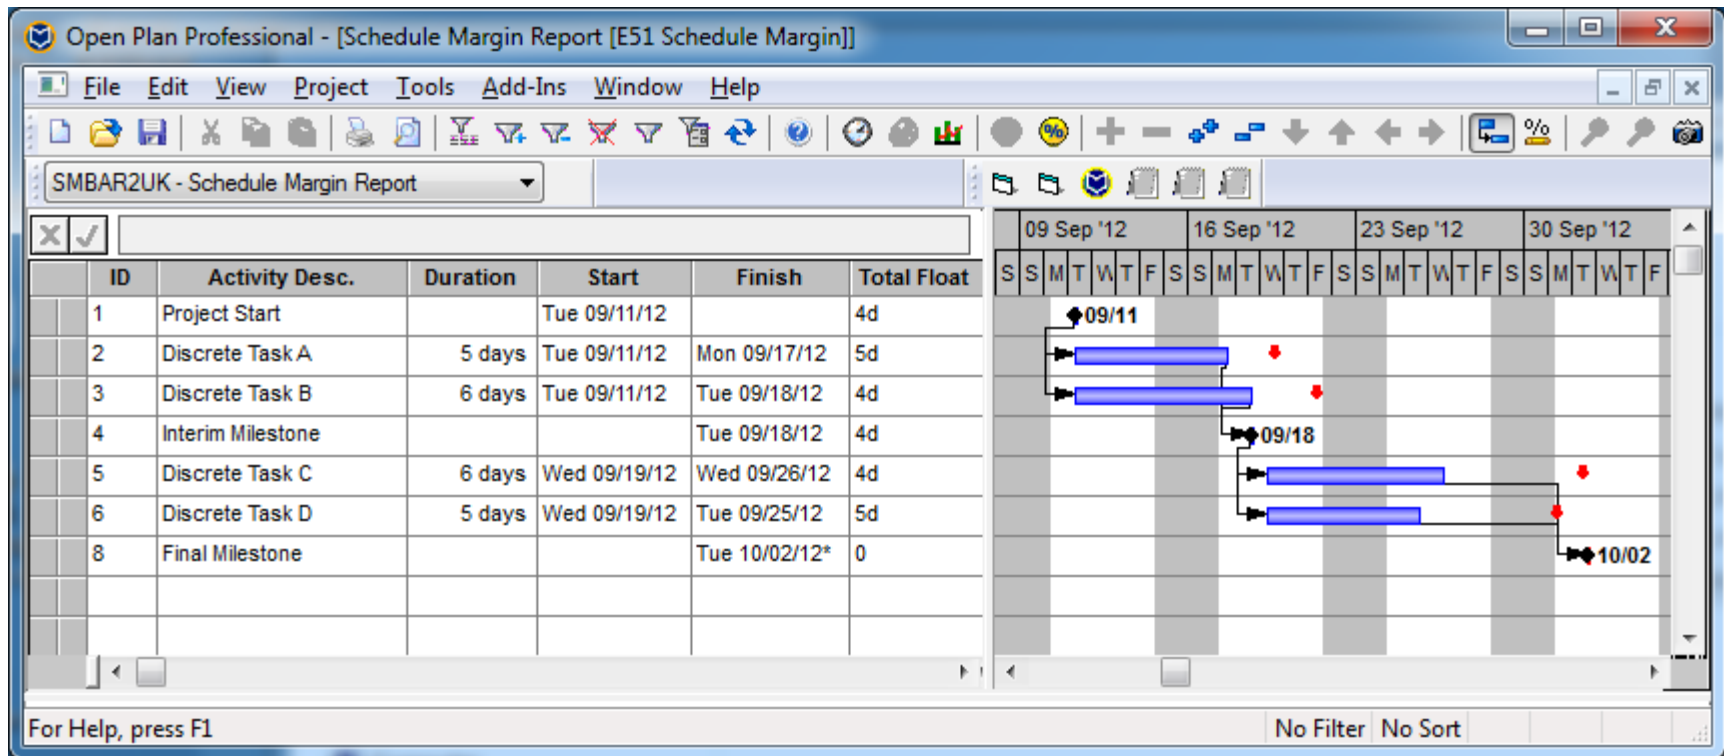 Open Plan Professional - [Schedule Margin Report [E51 Schedule Margin]]
File Edit View Project Tools Add-Ins Window Help
SMBAR2UK - Schedule Margin Report
09 Sep '12 16 Sep '12 23 Sep '12 30 Sep '12
ID Activity Desc. Duration Start Finish Total Float S S M T W T F S S M T W T F S S M T W T F S S M T W T F
1 Project Start Tue 09/11/12 4d 09/11
2 Discrete Task A 5 days Tue 09/11/12 Mon 09/17/12 5d
3 Discrete Task B 6 days Tue 09/11/12 Tue 09/18/12 4d
4 Interim Milestone Tue 09/18/12 4d 09/18
5 Discrete Task C 6 days Wed 09/19/12 Wed 09/26/12 4d
6 Discrete Task D 5 days Wed 09/19/12 Tue 09/25/12 5d
8 Final Milestone Tue 10/02/12* 0 10/02
For Help, press F1 No Filter No Sort